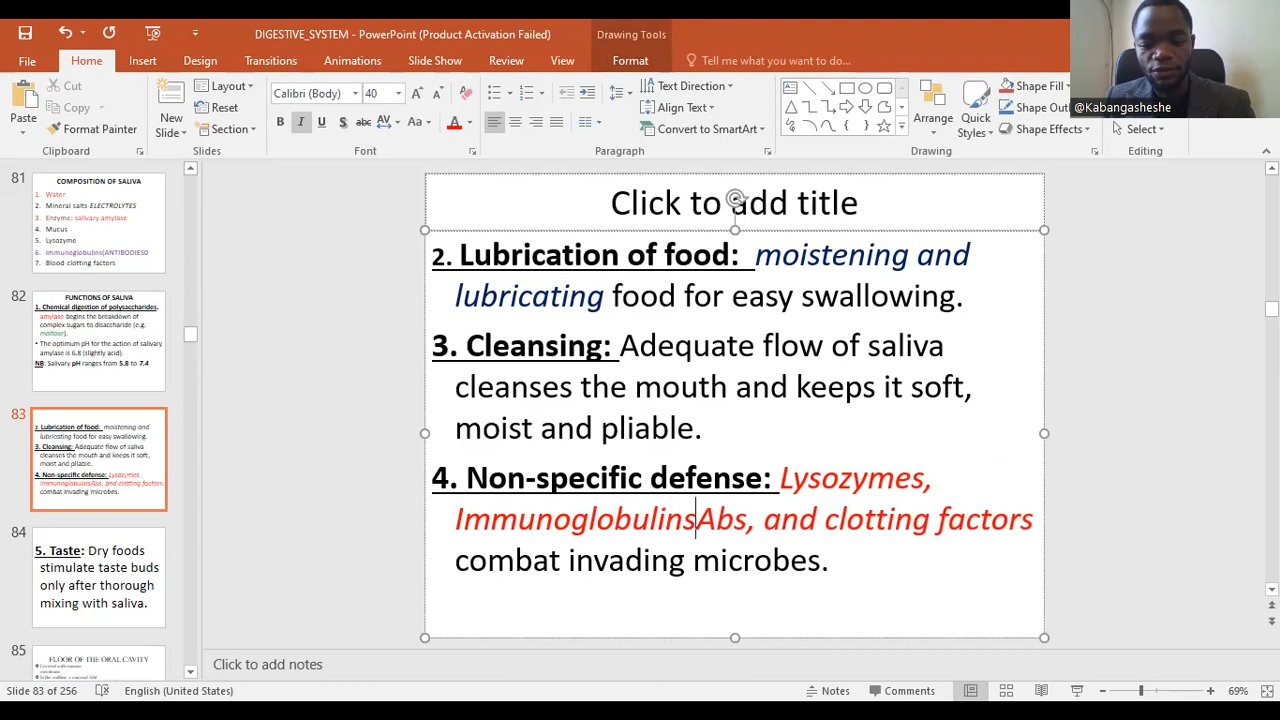 DIGESTIVE_SYSTEM - PowerPoint (Product Activation Failed)
Drawing Tools
File
Home
Insert
Design
Transitions
Animations
Slide Show
Review
View
Format
Tell me what you want to do...
@Kabangasheshe
Paste
Cut
Copy
Format Painter
Clipboard
New Slide
Layout
Reset
Section
Slides
Calibri (Body)
40
B I U S abc AV Aa A
Font
Text Direction
Align Text
Convert to SmartArt
Paragraph
Arrange
Quick Styles
Shape Fill
Shape Out
Shape Effects
Drawing
Select
Editing
81
COMPOSITION OF SALIVA
1. Water
2. Mineral salts ELECTROLYTES
3. Enzyme: salivary amylase
4. Mucus
5. Lysozyme
6. Immunoglobulins(ANTIBODIES0
7. Blood clotting factors
82
FUNCTIONS OF SALIVA
1. Chemical digestion of polysaccharides.
amylase begins the breakdown of
complex sugars to disaccharide (e.g.
maltose).
• The optimum pH for the action of salivary
amylase is 6.8 (slightly acid).
NB: Salivary pH ranges from 5.8 to 7.4
83
2. Lubrication of food: moistening and
lubricating food for easy swallowing.
3. Cleansing: Adequate flow of saliva
cleanses the mouth and keeps it soft,
moist and pliable.
4. Non-specific defense: Lysozymes,
ImmunoglobulinsAbs, and clotting factors
combat invading microbes.
84
5. Taste: Dry foods
stimulate taste buds
only after thorough
mixing with saliva.
85
FLOOR OF THE ORAL CAVITY
Click to add title
2. Lubrication of food: moistening and
lubricating food for easy swallowing.
3. Cleansing: Adequate flow of saliva
cleanses the mouth and keeps it soft,
moist and pliable.
4. Non-specific defense: Lysozymes,
ImmunoglobulinsAbs, and clotting factors
combat invading microbes.
Click to add notes
Slide 83 of 256
English (United States)
Notes
Comments
69%